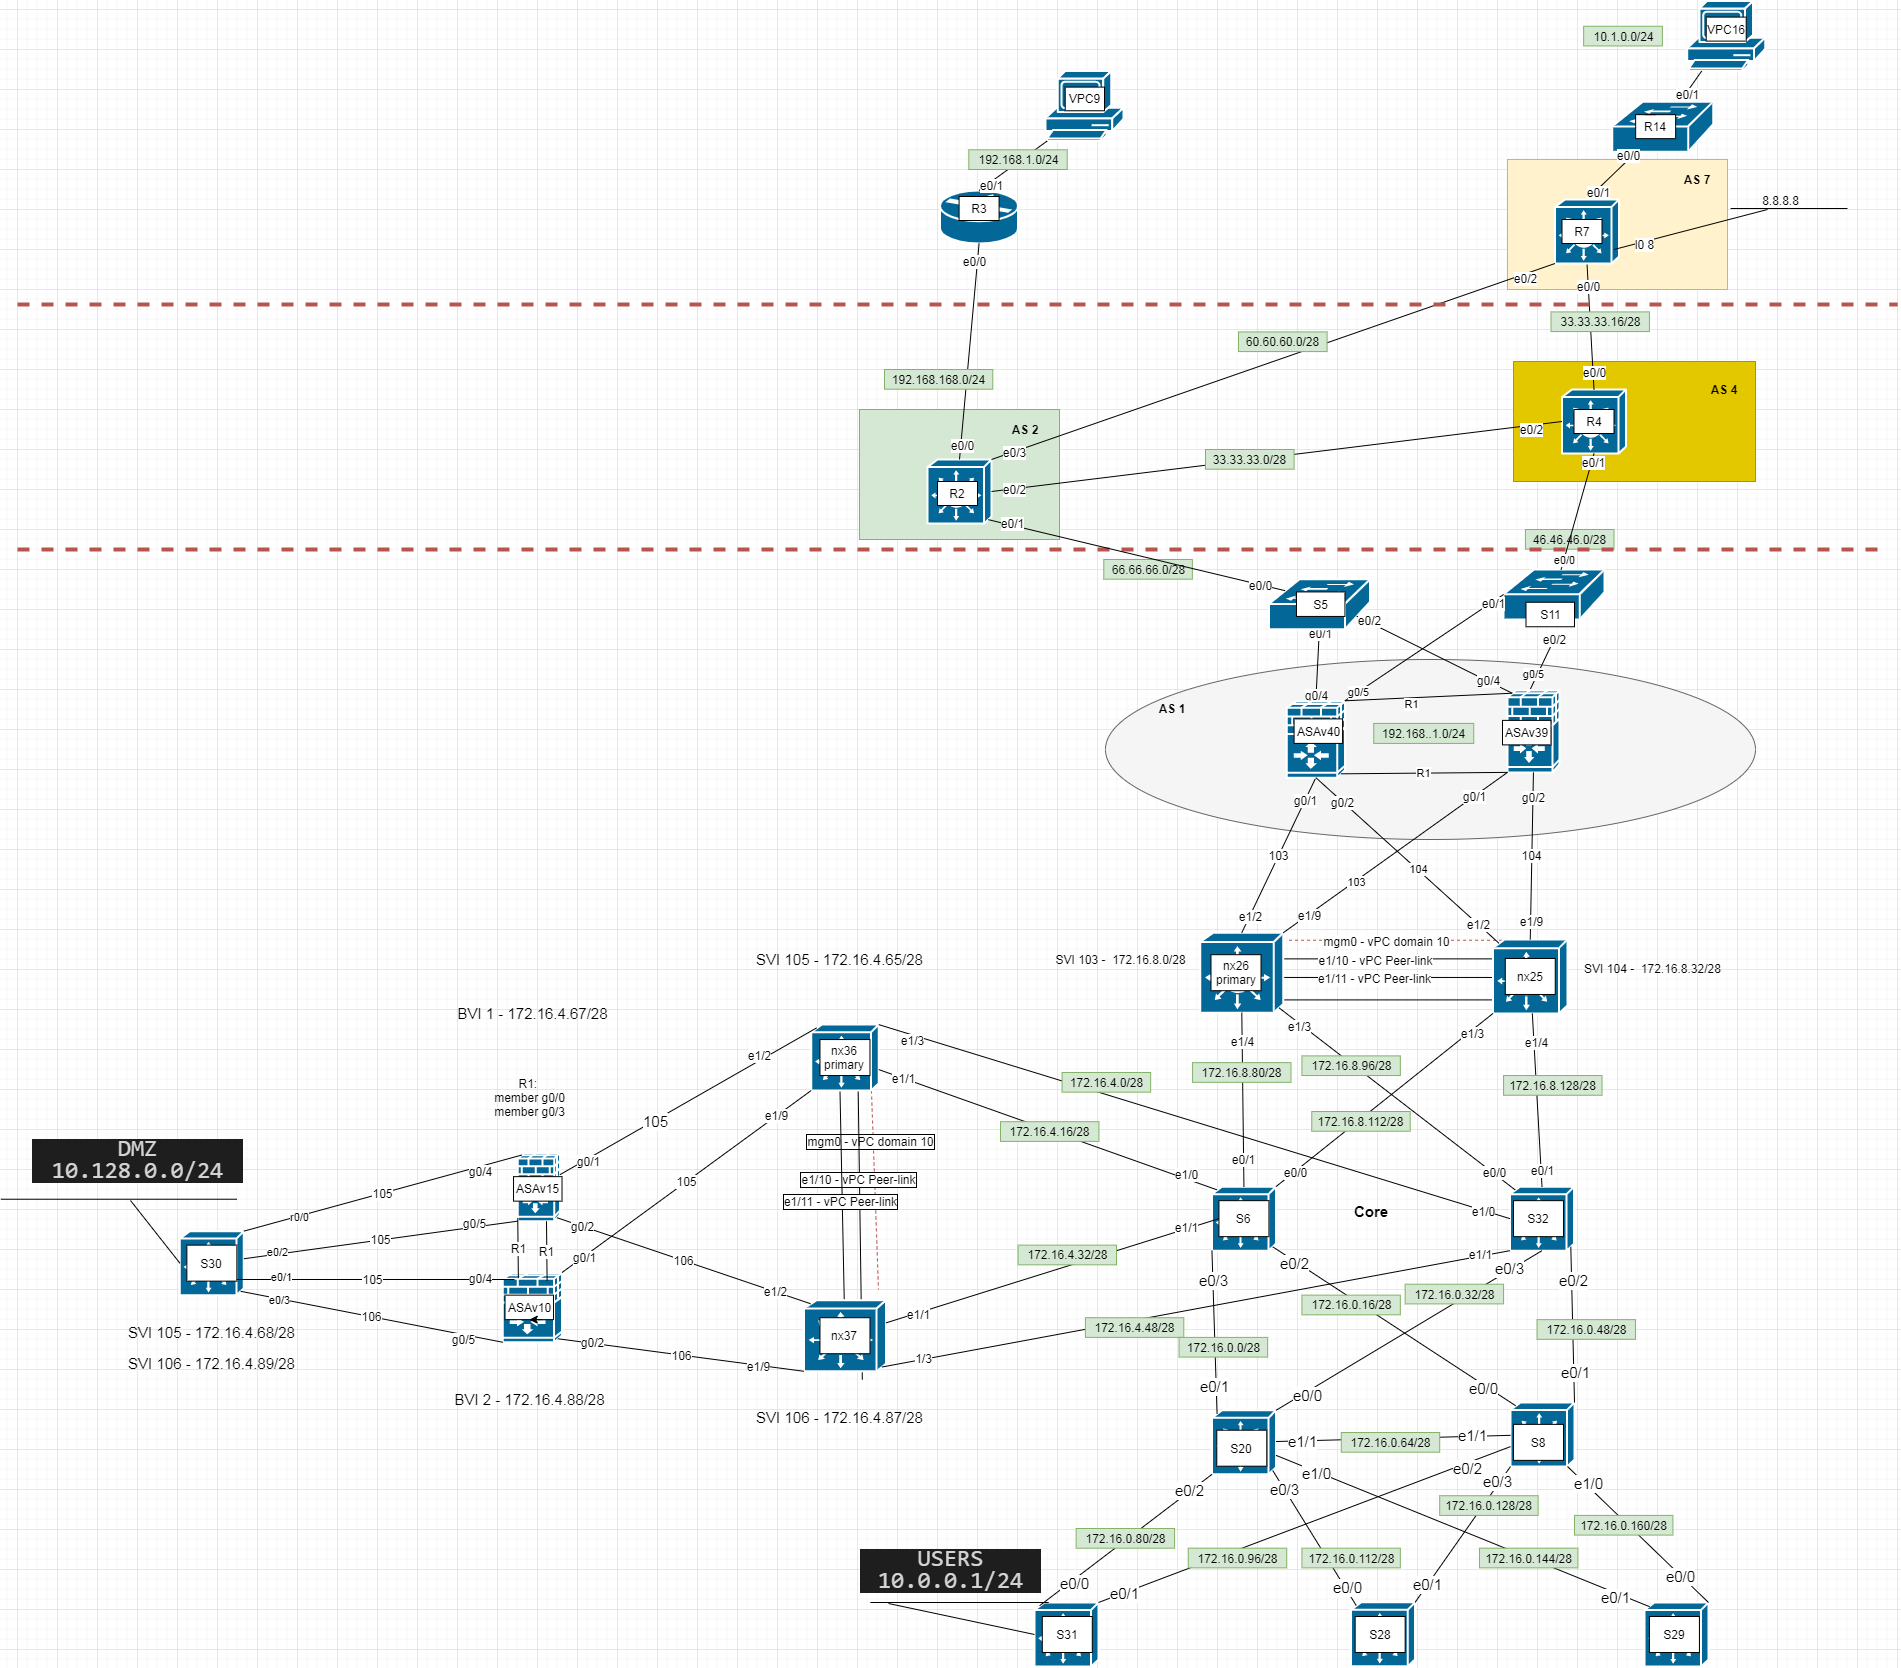 10.1.0.0/24
VPC16
VPC9
e0/1
R14
e0/0
192.168.1.0/24
e0/1
R3
e0/0
AS 7
e0/1
8.8.8.8
R7
l0 8
e0/2
e0/0
33.33.33.16/28
60.60.60.0/28
192.168.168.0/24
e0/0
AS 4
R4
e0/2
e0/1
AS 2
e0/0
e0/3
33.33.33.0/28
R2
e0/2
e0/1
46.46.46.0/28
66.66.66.0/28
e0/0
e0/0
S5
e0/1
S11
e0/1
e0/2
e0/2
AS 1
g0/4
g0/5
g0/4
g0/5
R1
ASAv40
192.168..1.0/24
ASAv39
R1
g0/1
g0/2
g0/1
g0/2
103
104
103
104
e1/2
e1/9
e1/2
e1/9
mgm0 - vPC domain 10
SVI 103 - 172.16.8.0/28
nx26
primary
e1/10 - vPC Peer-link
e1/11 - vPC Peer-link
nx25
SVI 104 - 172.16.8.32/28
e1/4
e1/3
e1/3
e1/4
172.16.8.80/28
172.16.8.96/28
172.16.8.128/28
172.16.8.112/28
SVI 105 - 172.16.4.65/28
BVI 1 - 172.16.4.67/28
nx36
primary
e1/2
e1/3
e1/1
172.16.4.0/28
R1:
member g0/0
member g0/3
105
e1/9
172.16.4.16/28
mgm0 - vPC domain 10
e1/10 - vPC Peer-link
e1/11 - vPC Peer-link
DMZ
10.128.0.0/24
g0/4
g0/1
ASAv15
105
105
r0/0
g0/5
g0/2
105
e0/2
R1
R1
g0/1
106
S30
e0/1
105
g0/4
e0/3
ASAv10
106
g0/5
g0/2
106
e1/2
e1/9
nx37
e1/1
1/3
SVI 105 - 172.16.4.68/28
SVI 106 - 172.16.4.89/28
BVI 2 - 172.16.4.88/28
SVI 106 - 172.16.4.87/28
e0/1
e0/0
e0/0
e0/1
e1/0
S6
Core
e1/0
S32
e1/1
172.16.4.32/28
e1/1
e0/3
e0/2
e0/3
e0/2
172.16.0.32/28
172.16.0.16/28
172.16.4.48/28
172.16.0.48/28
172.16.0.0/28
e0/1
e0/0
e0/0
e0/1
S20
e1/1
172.16.0.64/28
e1/1
S8
e0/2
e0/3
e1/0
e0/2
e0/3
e1/0
172.16.0.128/28
172.16.0.80/28
172.16.0.160/28
172.16.0.96/28
172.16.0.112/28
172.16.0.144/28
USERS
10.0.0.1/24
e0/0
e0/1
e0/0
e0/1
e0/1
e0/0
S31
S28
S29